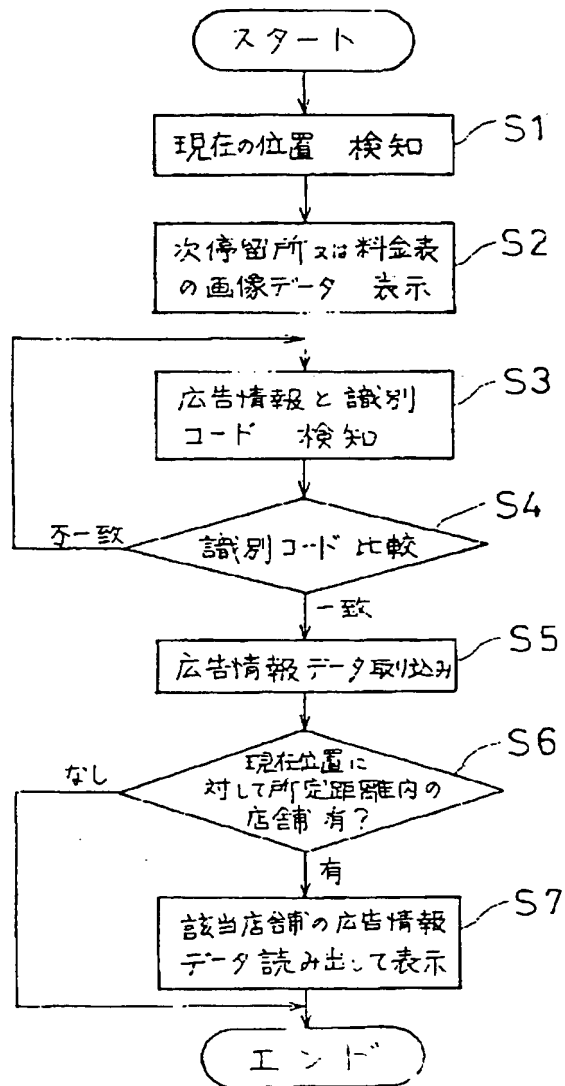 スタート
現在の位置 検知
S1
次停留所又は料金表
の画像データ 表示
S2
広告情報と識別
コード 検知
S3
識別コード比較
S4
不一致
一致
広告情報データ取り込み
S5
現在位置に
対して所定距離内の
店舗有?
S6
なし
有
該当店舗の広告情報
データ読み出して表示
S7
エンド